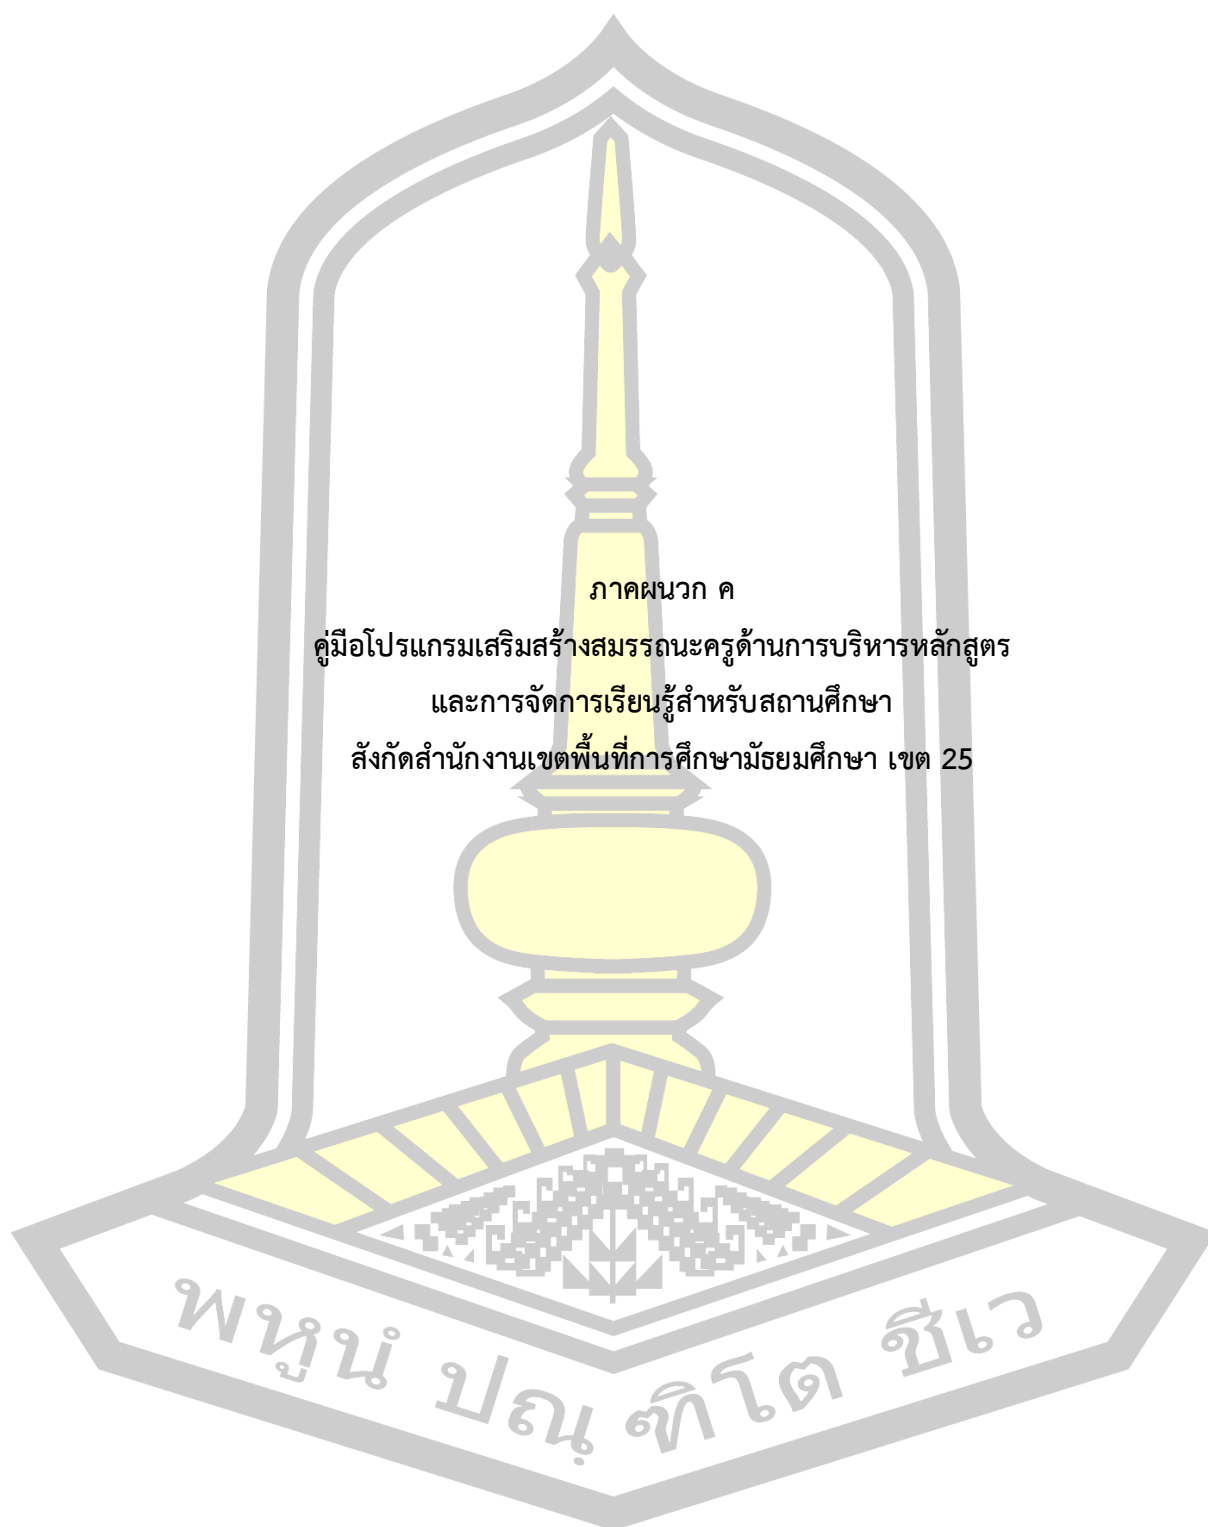 ภาคผนวก ค
คู่มือโปรแกรมเสริมสร้างสมรรถนะครูด้านการบริหารหลักสูตร
และการจัดการเรียนรู้สำหรับสถานศึกษา
สังกัดสำนักงานเขตพื้นที่การศึกษามัธยมศึกษา เขต 25
พหูนํ ปณฺฑิโต ชีเว